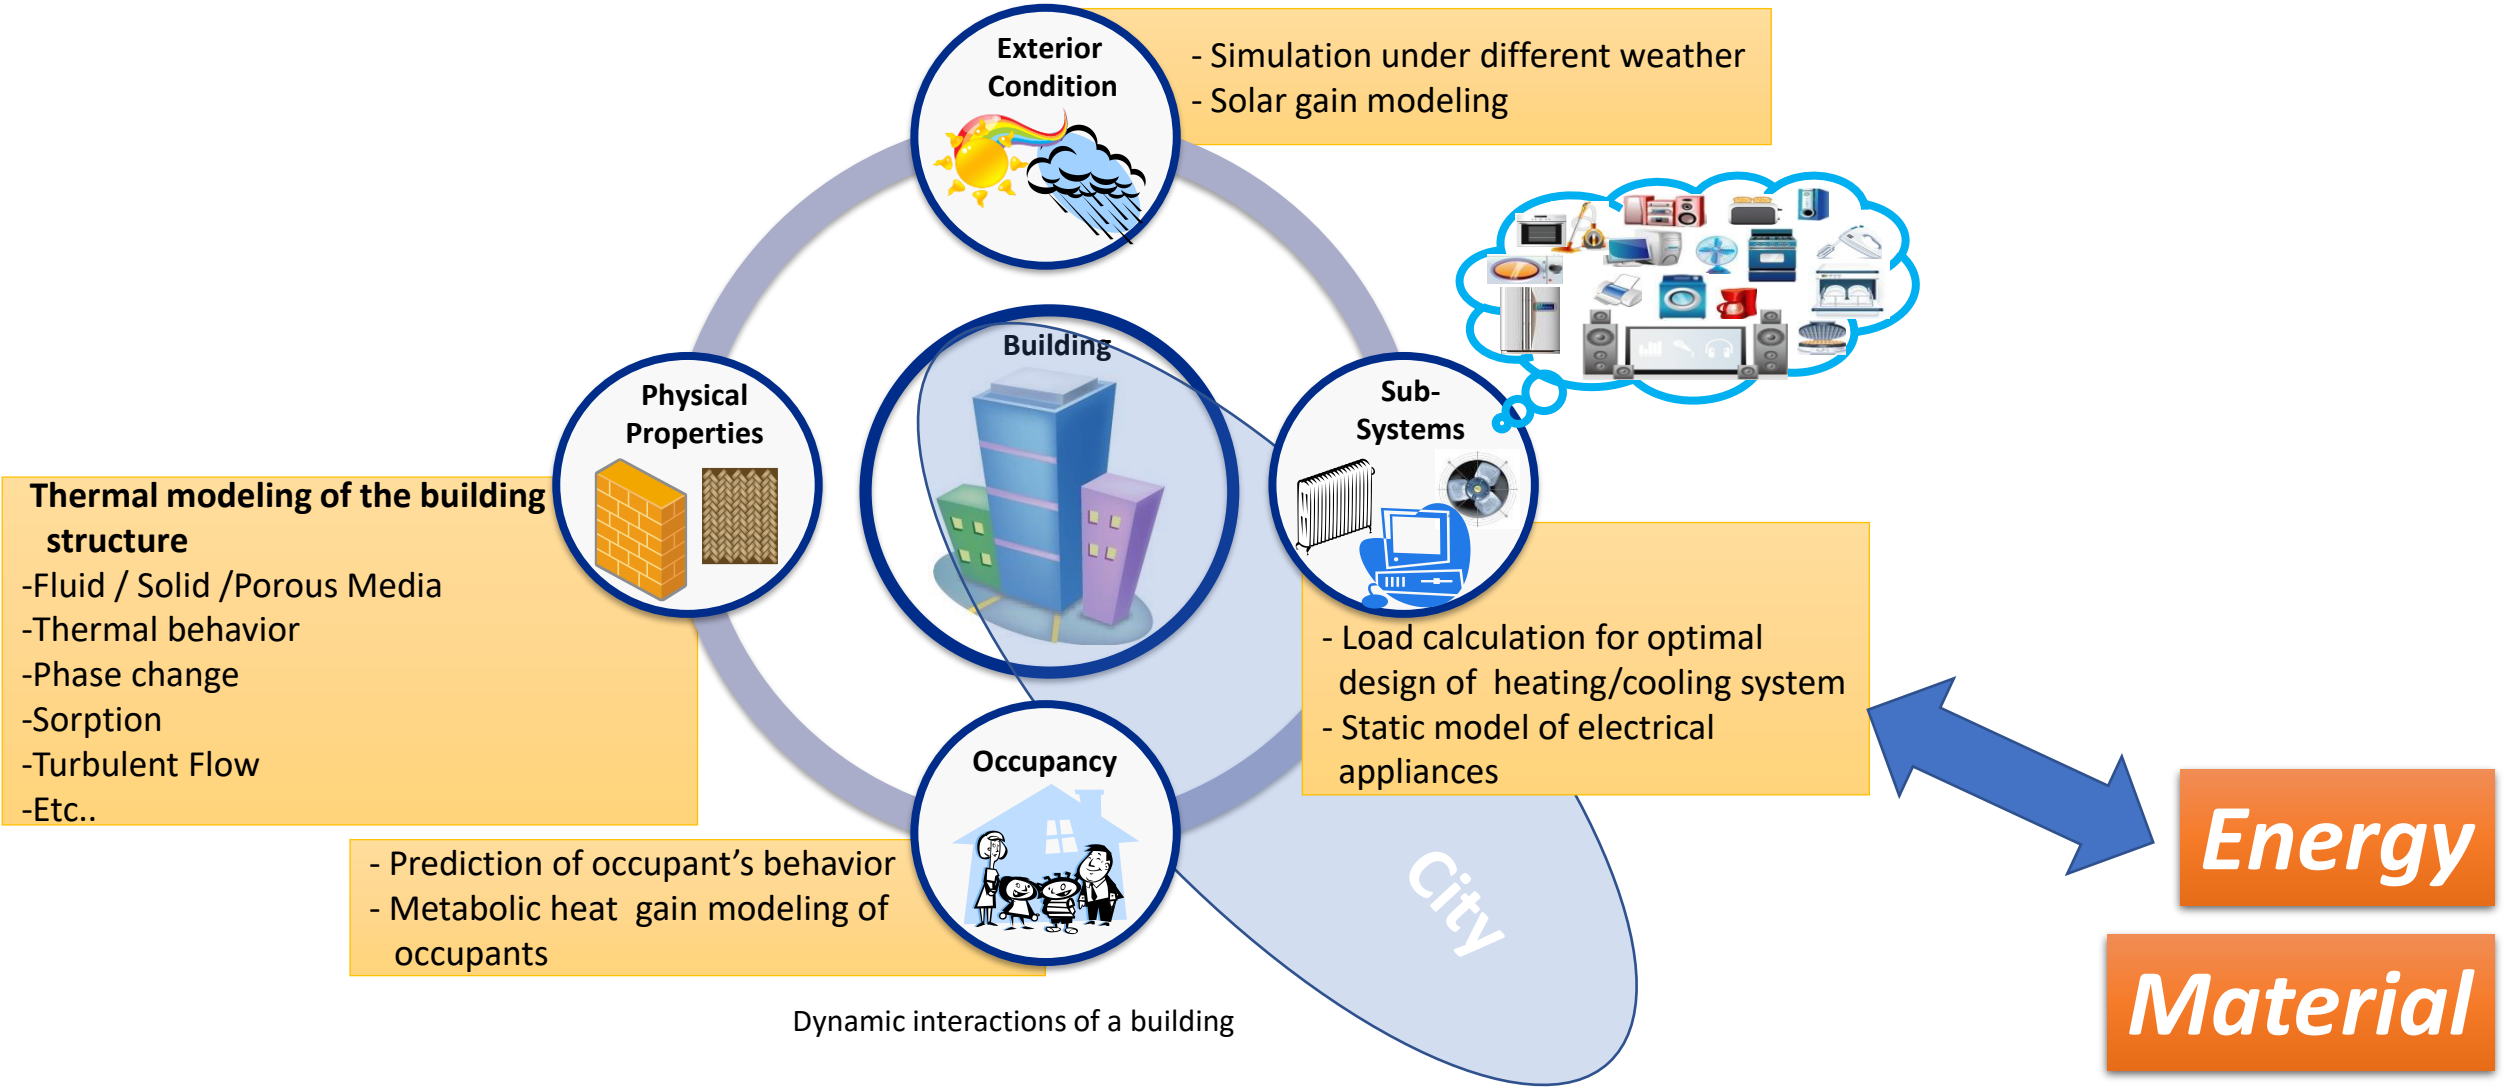 Exterior
Condition
- Simulation under different weather
- Solar gain modeling
Building
Physical
Properties
Sub-
Systems
Thermal modeling of the building
structure
-Fluid / Solid /Porous Media
-Thermal behavior
-Phase change
-Sorption
-Turbulent Flow
-Etc..
- Load calculation for optimal
design of  heating/cooling system
- Static model of electrical
appliances
Occupancy
- Prediction of occupant’s behavior
- Metabolic heat  gain modeling of
occupants
City
Energy
Material
Dynamic interactions of a building